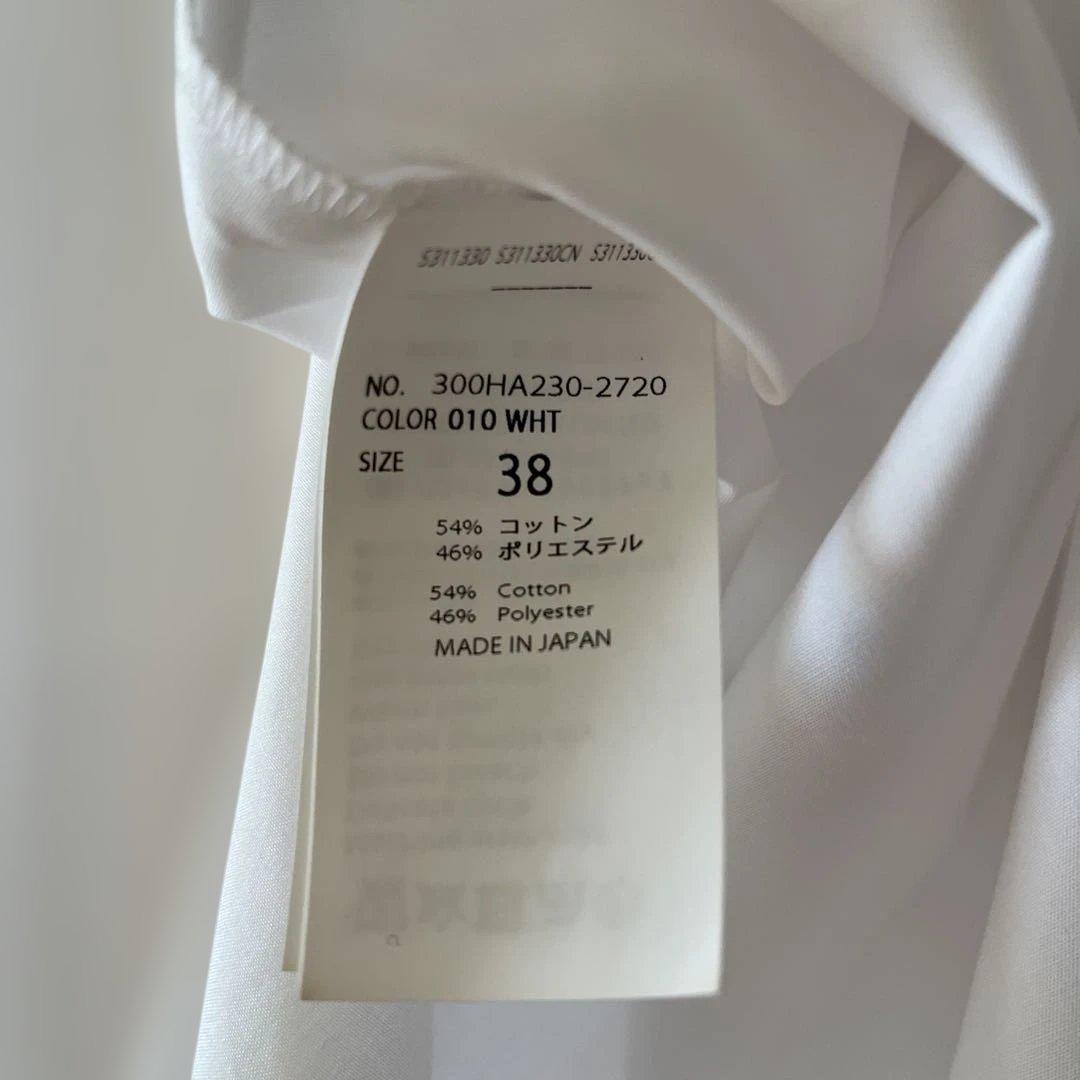 S311330 S311330CN
NO. 300HA230-2720
COLOR 010 WHT
SIZE 38
54% コットン
46% ポリエステル
54% Cotton
46% Polyester
MADE IN JAPAN